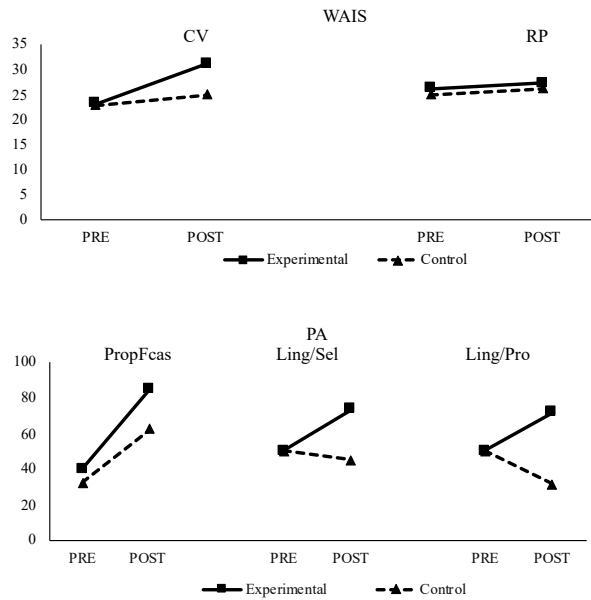 WAIS
CV RP
35
30
25
20
15
10
5
0
PRE POST PRE POST
Experimental Control
PA
PropFcas Ling/Sel Ling/Pro
100
80
60
40
20
0
PRE POST PRE POST PRE POST
Experimental Control